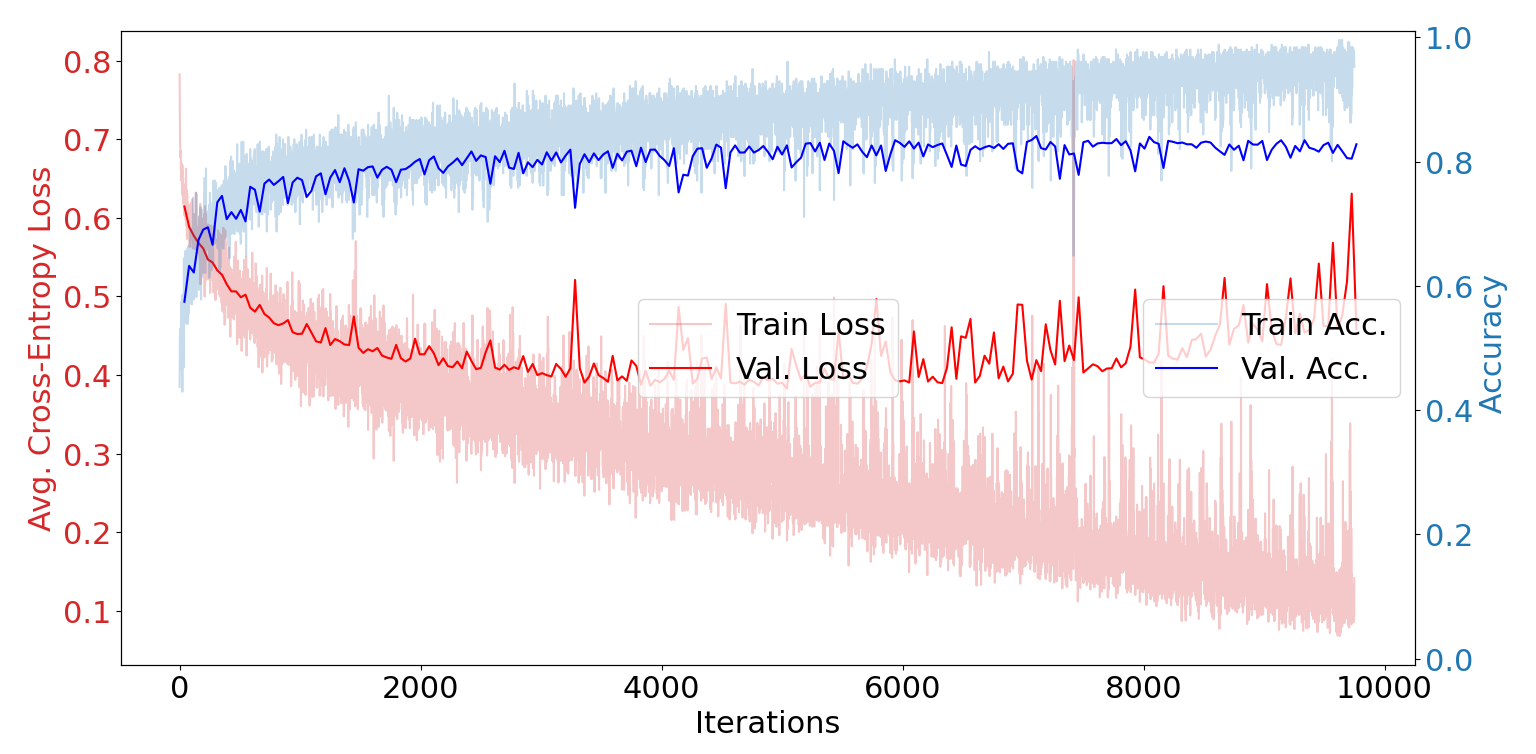 Avg. Cross-Entropy Loss
0.8
0.7
0.6
0.5
0.4
0.3
0.2
0.1
Train Loss
Val. Loss
Train Acc.
Val. Acc.
1.0
0.8
0.6
0.4
0.2
0.0
Accuracy
0 2000 4000 6000 8000 10000
Iterations